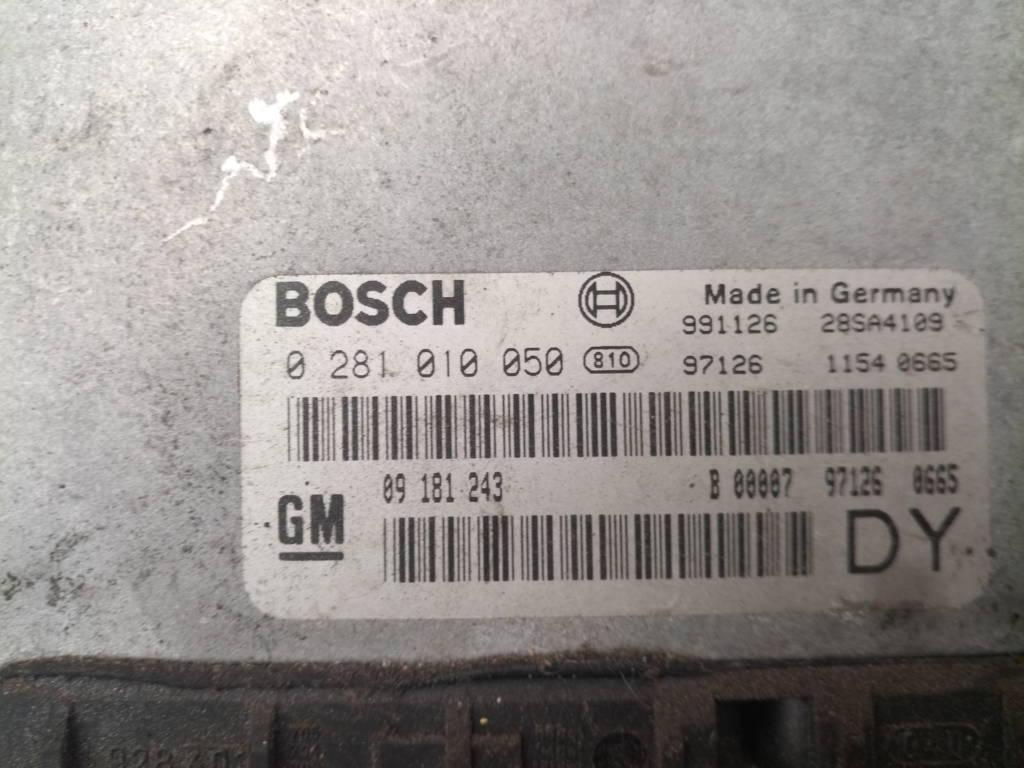 BOSCH
Made in Germany
991126 28SA4109
0 281 010 050 810 97126 1154 0665
09 181 243 B 00007 97126 0665
GM
DY